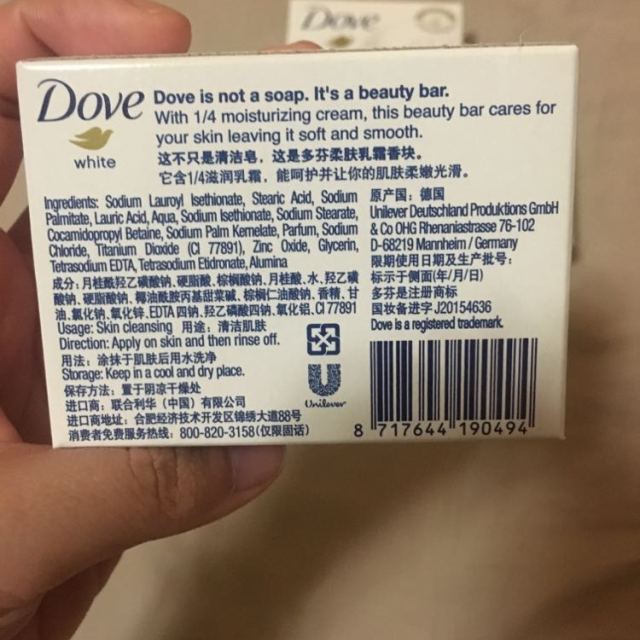 Dove
Dove
white
Dove is not a soap. It's a beauty bar.
With 1/4 moisturizing cream, this beauty bar cares for
your skin leaving it soft and smooth.
这不只是清洁皂，这是多芬柔肤乳霜香块。
它含1/4滋润乳霜，能呵护并让你的肌肤柔嫩光滑。
Ingredients: Sodium Lauroyl Isethionate, Stearic Acid, Sodium
Palmitate, Lauric Acid, Aqua, Sodium Isethionate, Sodium Stearate,
Cocamidopropyl Betaine, Sodium Palm Kernelate, Parfum, Sodium
Chloride, Titanium Dioxide (CI 77891), Zinc Oxide, Glycerin,
Tetrasodium EDTA, Tetrasodium Etidronate, Alumina
成分：月桂酰羟乙磺酸钠,硬脂酸、棕榈酸钠、月桂酸、水、羟乙磺
酸钠、硬脂酸钠、椰油酰胺丙基甜菜碱、棕榈仁油酸钠、香精、甘
油、氯化钠、氧化锌、EDTA四钠、羟乙磷酸四钠、氧化铝、CI 77891
Usage: Skin cleansing 用途：清洁肌肤
Direction: Apply on skin and then rinse off.
用法：涂抹于肌肤后用水洗净
Storage: Keep in a cool and dry place.
保存方法：置于阴凉干燥处
进口商：联合利华（中国）有限公司
进口商地址：合肥经济技术开发区锦绣大道88号
消费者免费服务热线：800-820-3158(仅限固话)
原产国：德国
Unilever Deutschland Produktions GmbH
& Co OHG Rhenaniastrasse 76-102
D-68219 Mannheim / Germany
限期使用日期及生产批号：
标示于侧面(年/月/日)
多芬是注册商标
国妆备进字J20154636
Dove is a registered trademark.
Unilever
8 717644 190494